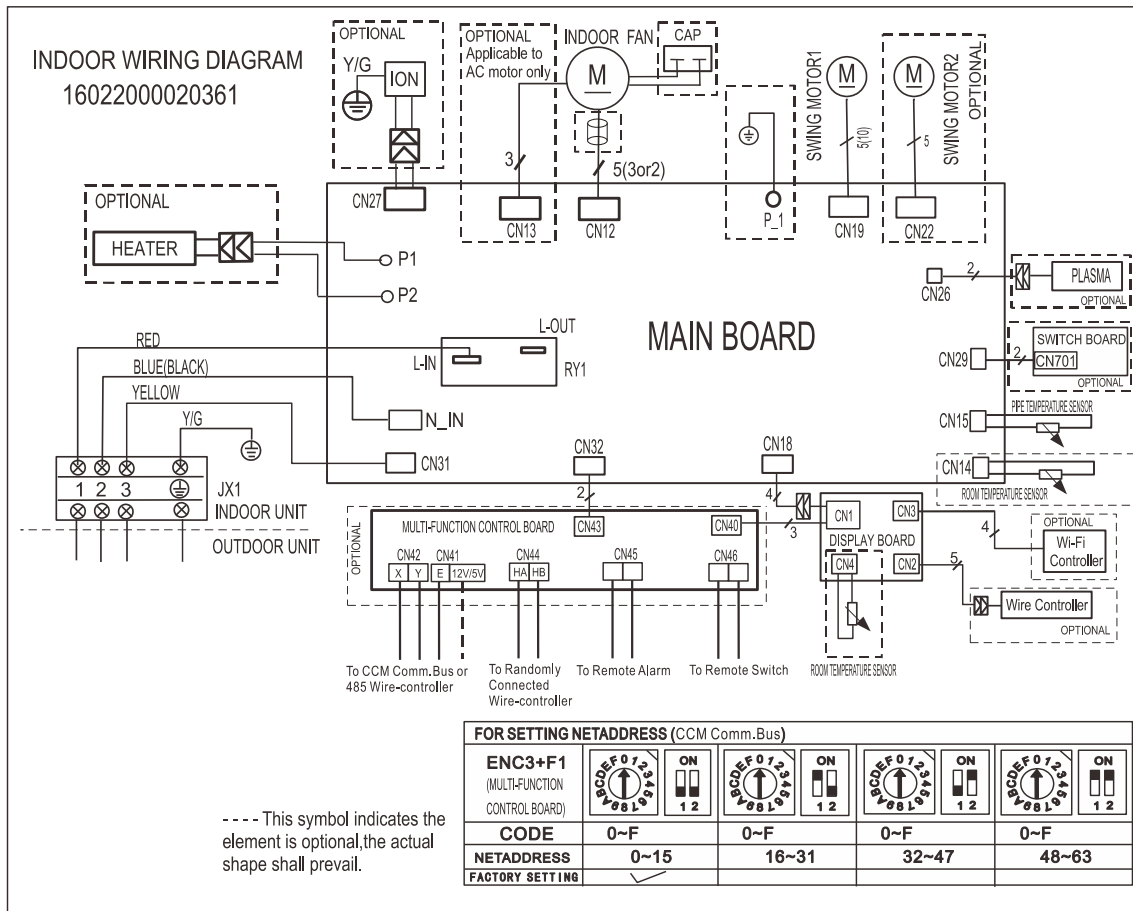 INDOOR WIRING DIAGRAM
16022000020361
OPTIONAL
Y/G
ION
CN27
OPTIONAL
Applicable to
AC motor only
3
CN13
INDOOR FAN
M
CAP
5(3or2)
CN12
P_1
SWING MOTOR1
M
5(10)
CN19
SWING MOTOR2
OPTIONAL
M
5
CN22
OPTIONAL
HEATER
P1
P2
MAIN BOARD
CN26
2
PLASMA
OPTIONAL
CN29
2
SWITCH BOARD
CN701
OPTIONAL
PIPE TEMPERATURE SENSOR
CN15
CN14
ROOM TEMPERATURE SENSOR
L-OUT
L-IN
RY1
RED
BLUE(BLACK)
N_IN
YELLOW
CN31
Y/G
1 2 3
JX1
INDOOR UNIT
OUTDOOR UNIT
CN32
2
CN18
4
OPTIONAL
MULTI-FUNCTION CONTROL BOARD
CN43
CN40
3
CN42 CN41 CN44 CN45 CN46
X Y E 12V/5V HA HB
CN1
CN3
DISPLAY BOARD
CN4
CN2
ROOM TEMPERATURE SENSOR
4
OPTIONAL
Wi-Fi
Controller
5
Wire Controller
OPTIONAL
To CCM Comm.Bus or
485 Wire-controller
To Randomly
Connected
Wire-controller
To Remote Alarm
To Remote Switch
FOR SETTING NETADDRESS (CCM Comm.Bus)
ENC3+F1
(MULTI-FUNCTION
CONTROL BOARD)
0123456789ABCDEF
ON
1 2
0123456789ABCDEF
ON
1 2
0123456789ABCDEF
ON
1 2
0123456789ABCDEF
ON
1 2
CODE 0~F 0~F 0~F 0~F
NETADDRESS 0~15 16~31 32~47 48~63
FACTORY SETTING
---- This symbol indicates the
element is optional,the actual
shape shall prevail.